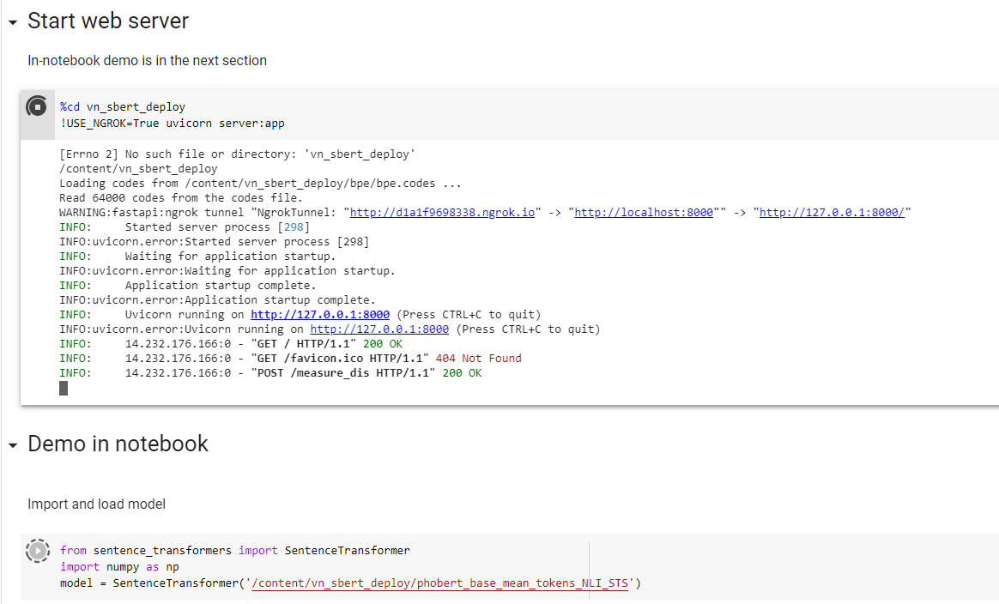 Start web server
In-notebook demo is in the next section
%cd vn_sbert_deploy
!USE_NGROK=True uvicorn server:app
[Errno 2] No such file or directory: 'vn_sbert_deploy'
/content/vn_sbert_deploy
Loading codes from /content/vn_sbert_deploy/bpe/bpe.codes ...
Read 64000 codes from the codes file.
WARNING:fastapi:ngrok tunnel "NgrokTunnel: "http://d1a1f9698338.ngrok.io" -> "http://localhost:8000"" -> "http://127.0.0.1:8000/"
INFO:     Started server process [298]
INFO:uvicorn.error:Started server process [298]
INFO:     Waiting for application startup.
INFO:uvicorn.error:Waiting for application startup.
INFO:     Application startup complete.
INFO:uvicorn.error:Application startup complete.
INFO:     Uvicorn running on http://127.0.0.1:8000 (Press CTRL+C to quit)
INFO:uvicorn.error:Uvicorn running on http://127.0.0.1:8000 (Press CTRL+C to quit)
INFO:     14.232.176.166:0 - "GET / HTTP/1.1" 200 OK
INFO:     14.232.176.166:0 - "GET /favicon.ico HTTP/1.1" 404 Not Found
INFO:     14.232.176.166:0 - "POST /measure_dis HTTP/1.1" 200 OK
Demo in notebook
Import and load model
from sentence_transformers import SentenceTransformer
import numpy as np
model = SentenceTransformer('/content/vn_sbert_deploy/phobert_base_mean_tokens_NLI_STS')